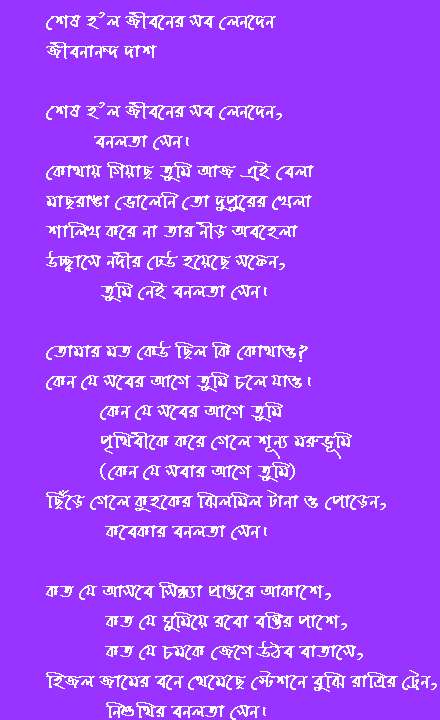 শেষ হ'ল জীবনের সব লেনদেন
জীবনানন্দ দাশ
শেষ হ'ল জীবনের সব লেনদেন,
বনলতা সেন।
কোথায় গিয়াছ তুমি আজ এই বেলা
মাছরাঙা ভোলেনি তো দুপুরের খেলা
শালিখ করে না তার নীড় অবহেলা
উচ্ছ্বাসে নদীর ঢেউ হয়েছে সফেন,
তুমি নেই বনলতা সেন।
তোমার মত কেউ ছিল কি কোথাও?
কেন যে সবের আগে তুমি চলে যাও।
কেন যে সবের আগে তুমি
পৃথিবীকে করে গেলে শূন্য মরুভূমি
(কেন যে সবার আগে তুমি)
ছিঁড়ে গেলে কুহকের ঝিলমিল টানা ও পোড়েন,
কবেকার বনলতা সেন।
কত যে আসবে সন্ধ্যা প্রান্তরে আকাশে,
কত যে ঘুমিয়ে রবো বস্তির পাশে,
কত যে চমকে জেগে উঠব বাতাসে,
হিজল জামের বনে থেমেছে স্টেশনে বুঝি রাত্রির ট্রেন,
নিশুথির বনলতা সেন।